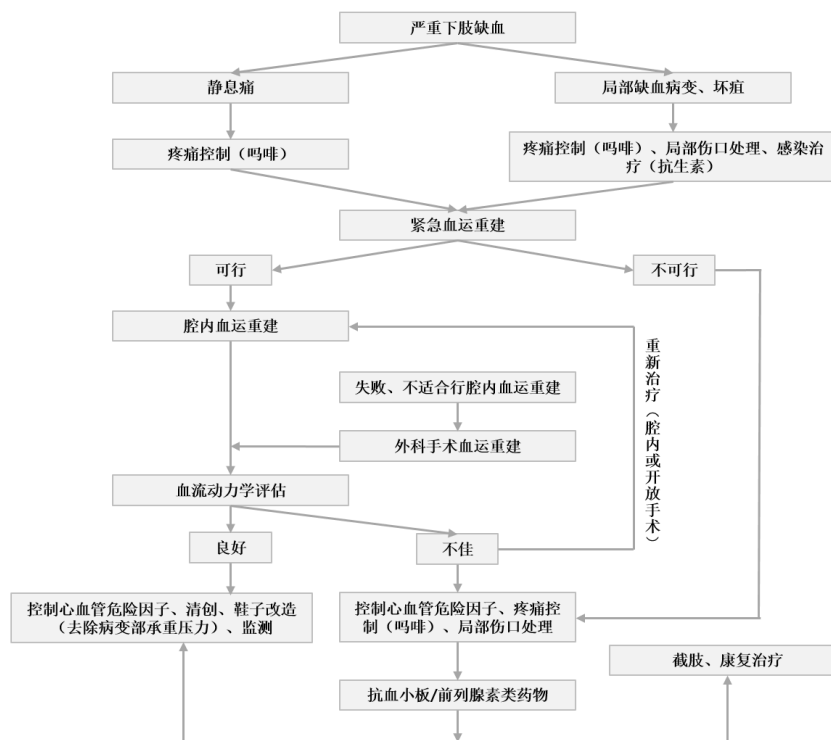 严重下肢缺血
静息痛
局部缺血病变、坏疽
疼痛控制（吗啡）
疼痛控制（吗啡）、局部伤口处理、感染治
疗（抗生素）
紧急血运重建
可行
不可行
腔内血运重建
重新治疗（腔内或开放手术）
失败、不适合行腔内血运重建
外科手术血运重建
血流动力学评估
良好
不佳
控制心血管危险因子、清创、鞋子改造
（去除病变部承重压力）、监测
控制心血管危险因子、疼痛控
制（吗啡）、局部伤口处理
截肢、康复治疗
抗血小板/前列腺素类药物